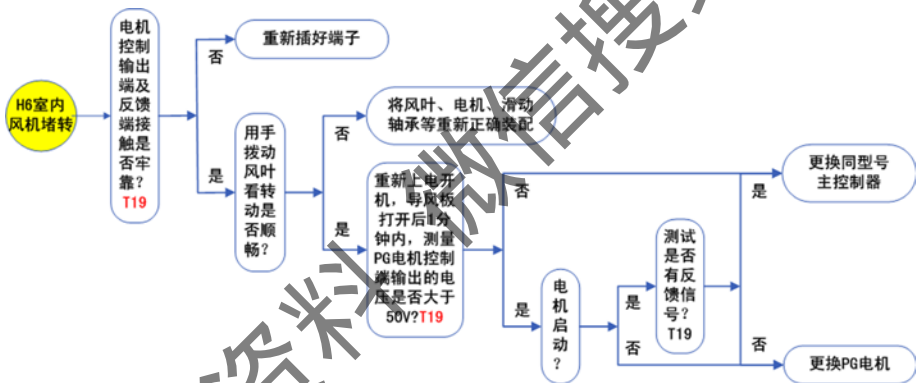 H6室内
风机堵转
电机
控制
输出
端及
反馈
端接
触是
否牢
靠？
T19
否
重新插好端子
是
用手
拨动
风叶
看转
动是
否顺
畅？
否
将风叶、电机、滑动
轴承等重新正确装配
是
重新上电开
机，导风板
打开后1分
钟内，测量
PG电机控制
端输出的电
压是否大于
50V?T19
否
是
电
机
启
动
？
是
否
测试
是否
有反
馈信
号？
T19
是
更换同型号
主控制器
否
更换PG电机
资料 微信搜